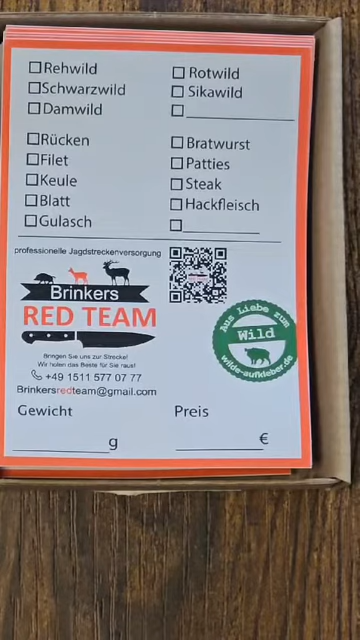 Rehwild
Rotwild
Schwarzwild
Sikawild
Damwild
Rücken
Bratwurst
Filet
Patties
Keule
Steak
Blatt
Hackfleisch
Gulasch
professionelle Jagdstreckenversorgung
Brinkers
RED TEAM
Bringen Sie uns zur Strecke!
Wir holen das Beste für Sie raus!
+49 1511 577 07 77
Brinkersredteam@gmail.com
Aus Liebe zum
Wild
wilde-aufkleber.de
Gewicht
Preis
g
€